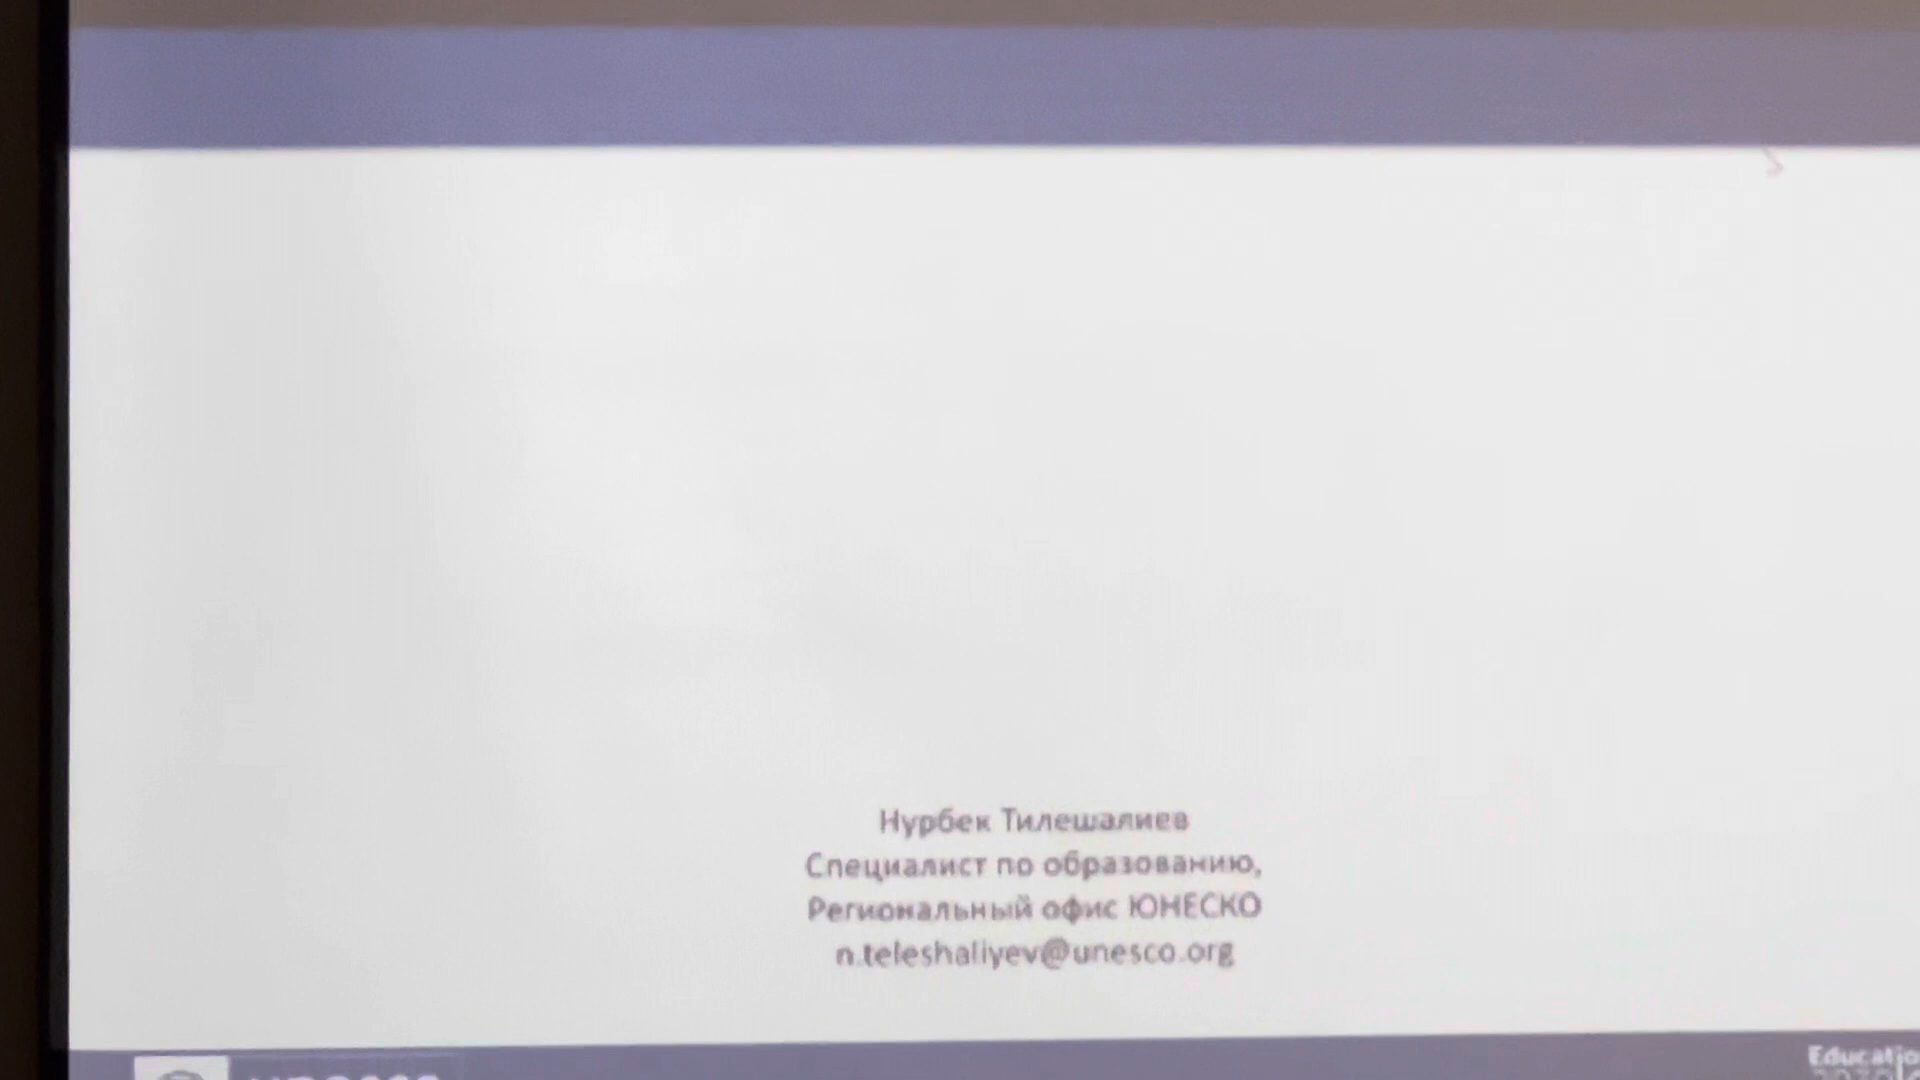 Нурбек Тилешалиев
Специалист по образованию,
Региональный офис ЮНЕСКО
n.teleshaliyev@unesco.org